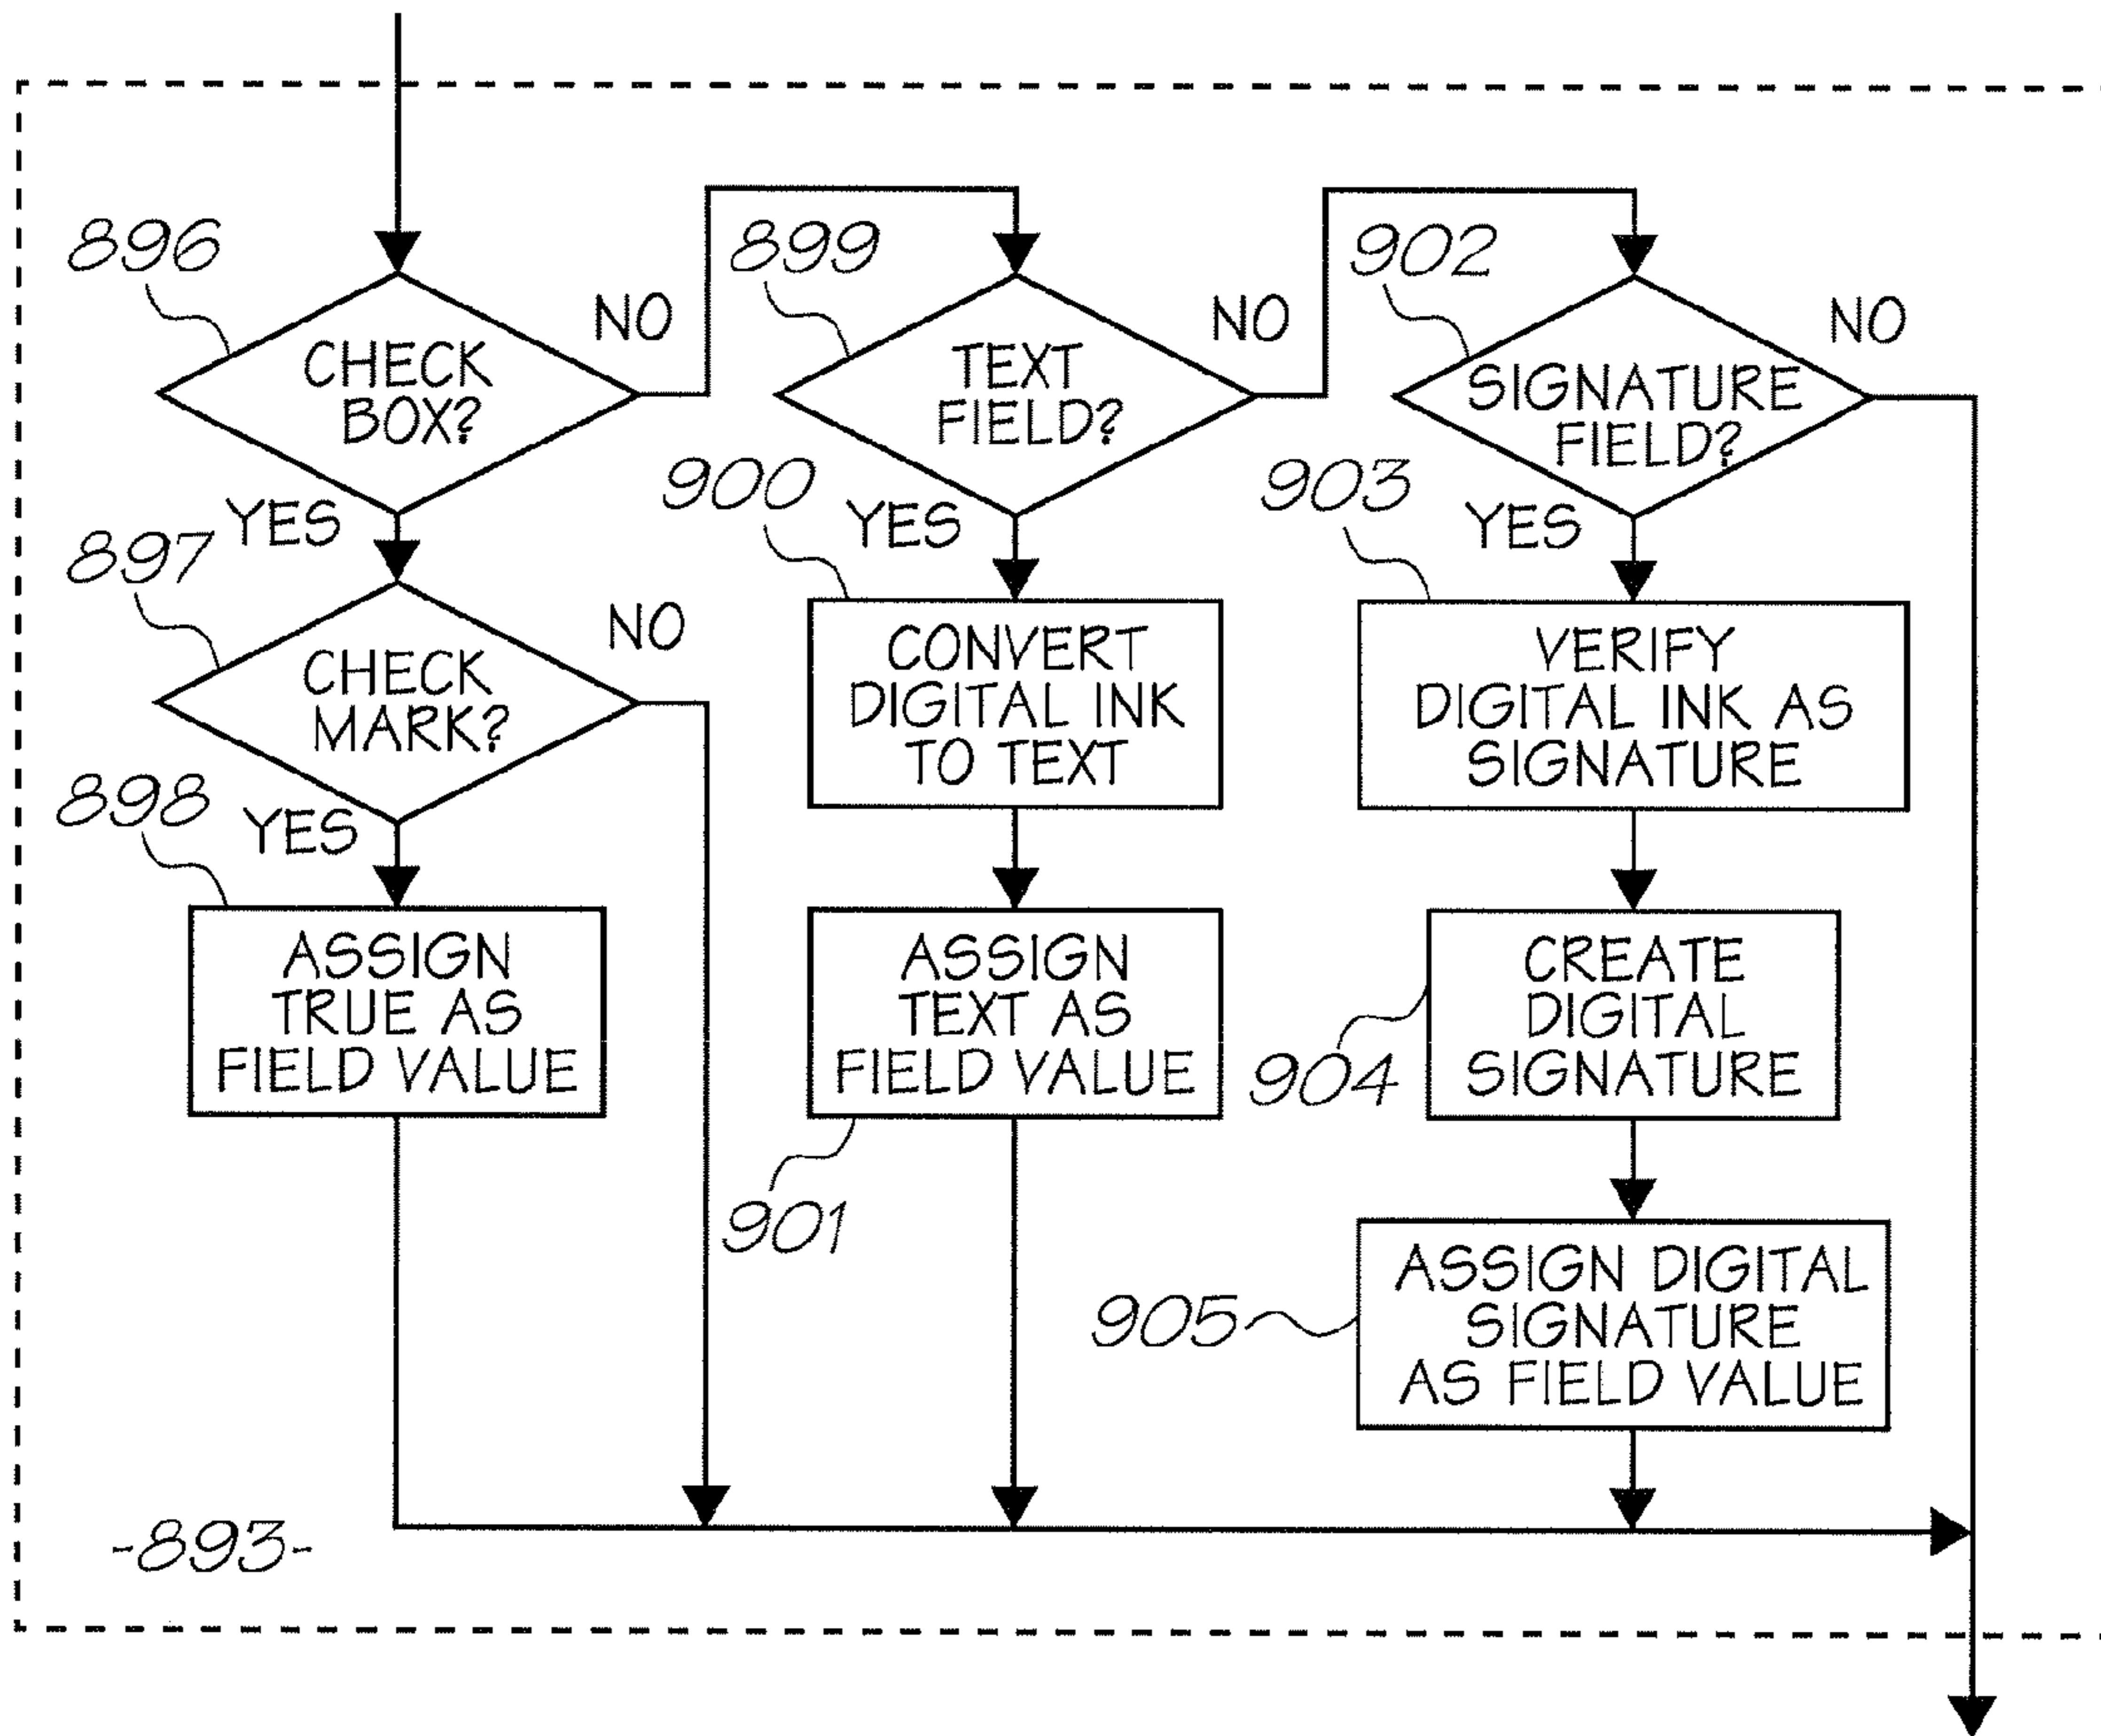 896
CHECK
BOX?
NO
YES
897
CHECK
MARK?
NO
YES
898
ASSIGN
TRUE AS
FIELD VALUE
899
TEXT
FIELD?
NO
YES
900
CONVERT
DIGITAL INK
TO TEXT
ASSIGN
TEXT AS
FIELD VALUE
901
902
SIGNATURE
FIELD?
NO
YES
903
VERIFY
DIGITAL INK AS
SIGNATURE
CREATE
DIGITAL
SIGNATURE
904
ASSIGN DIGITAL
SIGNATURE
AS FIELD VALUE
905
-893-